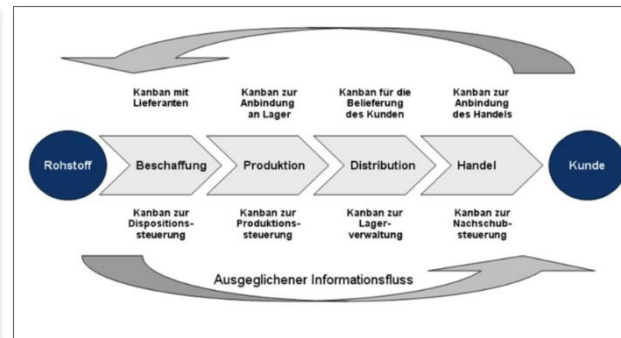 Kanban mit
Lieferanten
Kanban zur
Anbindung
an Lager
Kanban für die
Belieferung
des Kunden
Kanban zur
Anbindung
des Handels
Rohstoff
Beschaffung
Produktion
Distribution
Handel
Kunde
Kanban zur
Dispositions-
steuerung
Kanban zur
Produktions-
steuerung
Kanban zur
Lager-
verwaltung
Kanban zur
Nachschub-
steuerung
Ausgeglichener Informationsfluss